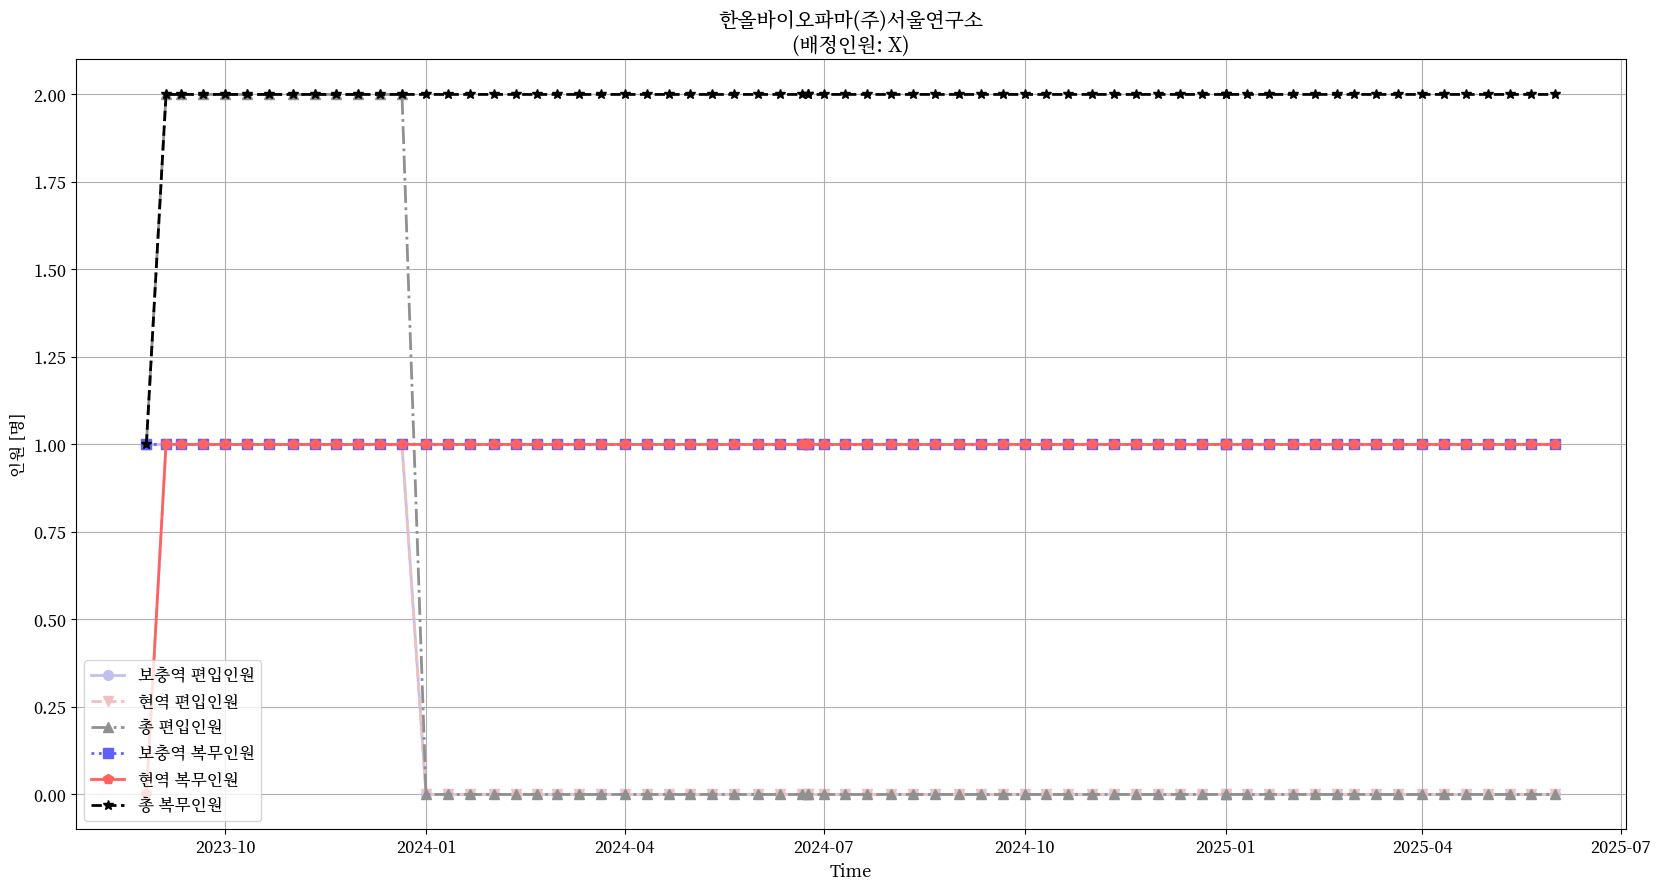 한올바이오파마(주)서울연구소
(배정인원: X)
인원 [명]
2.00
1.75
1.50
1.25
1.00
0.75
0.50
0.25
0.00
보충역 편입인원
현역 편입인원
총 편입인원
보충역 복무인원
현역 복무인원
총 복무인원
2023-10
2024-01
2024-04
2024-07
2024-10
2025-01
2025-04
2025-07
Time